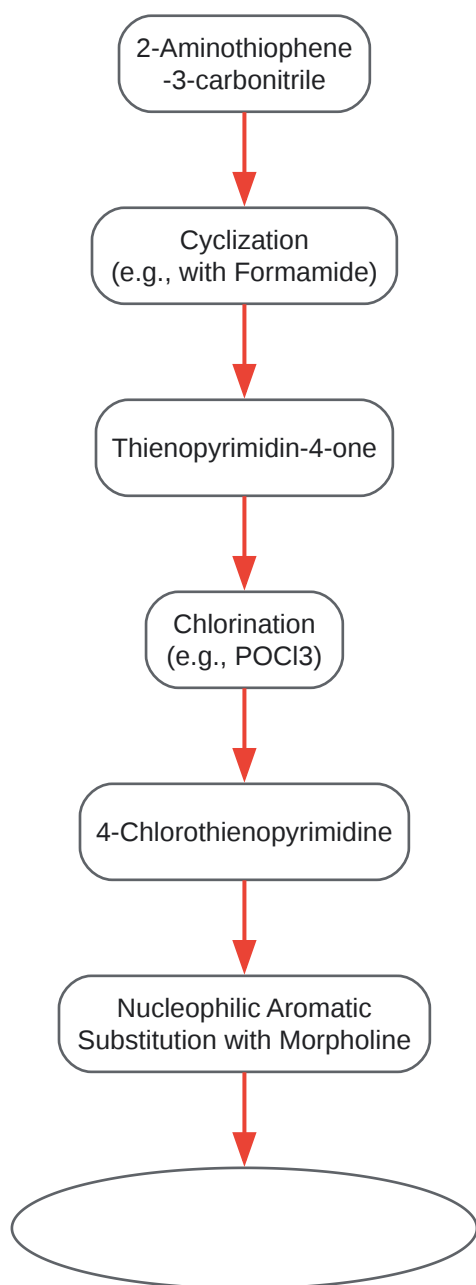 2-Aminothiophene
-3-carbonitrile
Cyclization
(e.g., with Formamide)
Thienopyrimidin-4-one
Chlorination
(e.g., POCl3)
4-Chlorothienopyrimidine
Nucleophilic Aromatic
Substitution with Morpholine